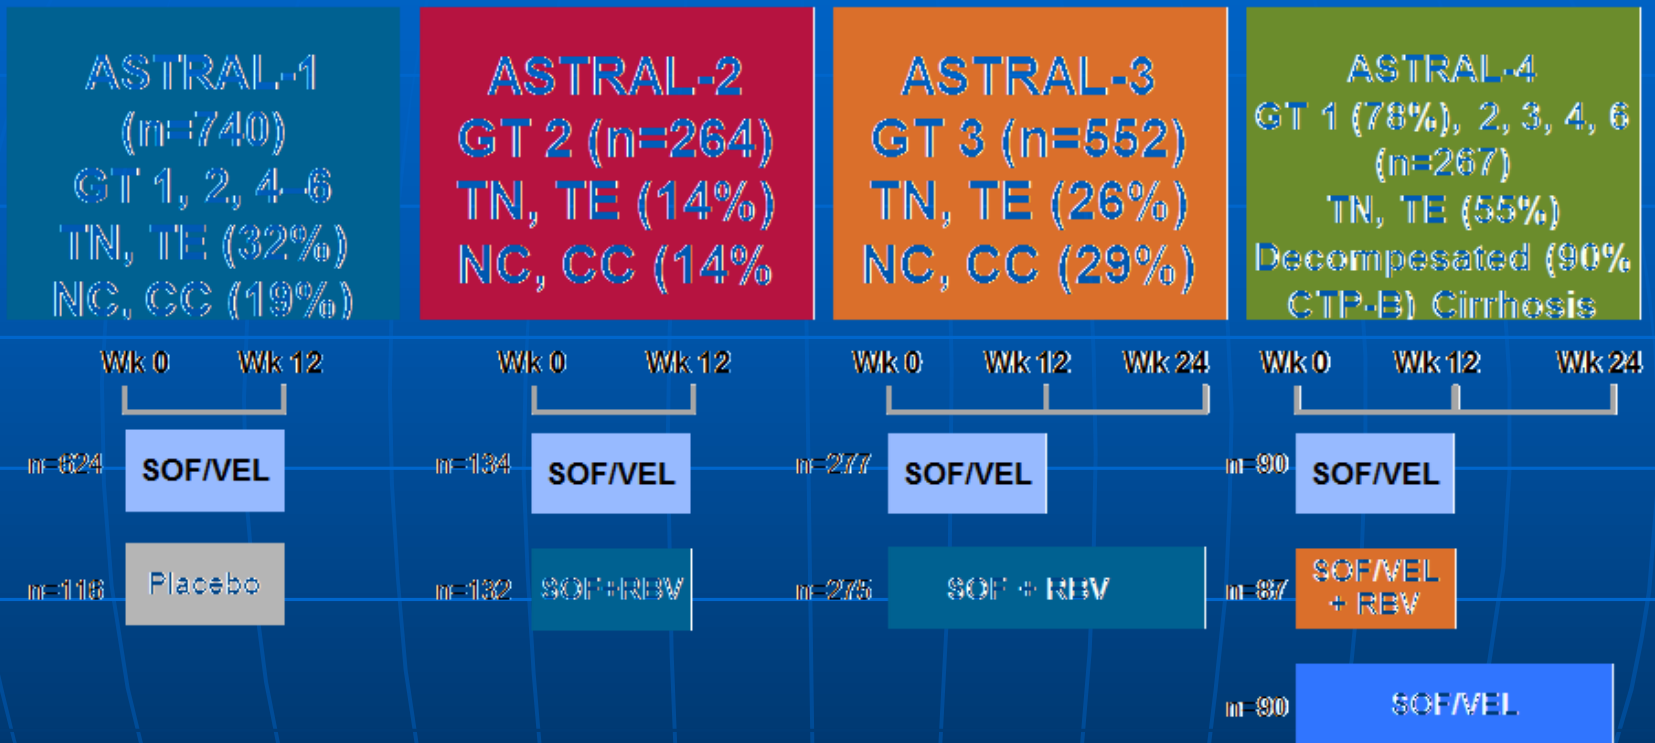 ASTRAL-1
(n=740)
GT 1, 2, 4-6
TN, TE (32%)
NC, CC (19%)
ASTRAL-2
GT 2 (n=264)
TN, TE (14%)
NC, CC (14%
ASTRAL-3
GT 3 (n=552)
TN, TE (26%)
NC, CC (29%)
ASTRAL-4
GT 1 (78%), 2, 3, 4, 6
(n=267)
TN, TE (55%)
Decompesated (90%
CTP-B) Cirrhosis
Wk 0 Wk 12
n=624 SOF/VEL
n=116 Placebo
Wk 0 Wk 12
n=134 SOF/VEL
n=132 SOF+RBV
Wk 0 Wk 12 Wk 24
n=277 SOF/VEL
n=275 SOF + RBV
Wk 0 Wk 12 Wk 24
n=90 SOF/VEL
n=87 SOF/VEL
+ RBV
n=90 SOF/VEL